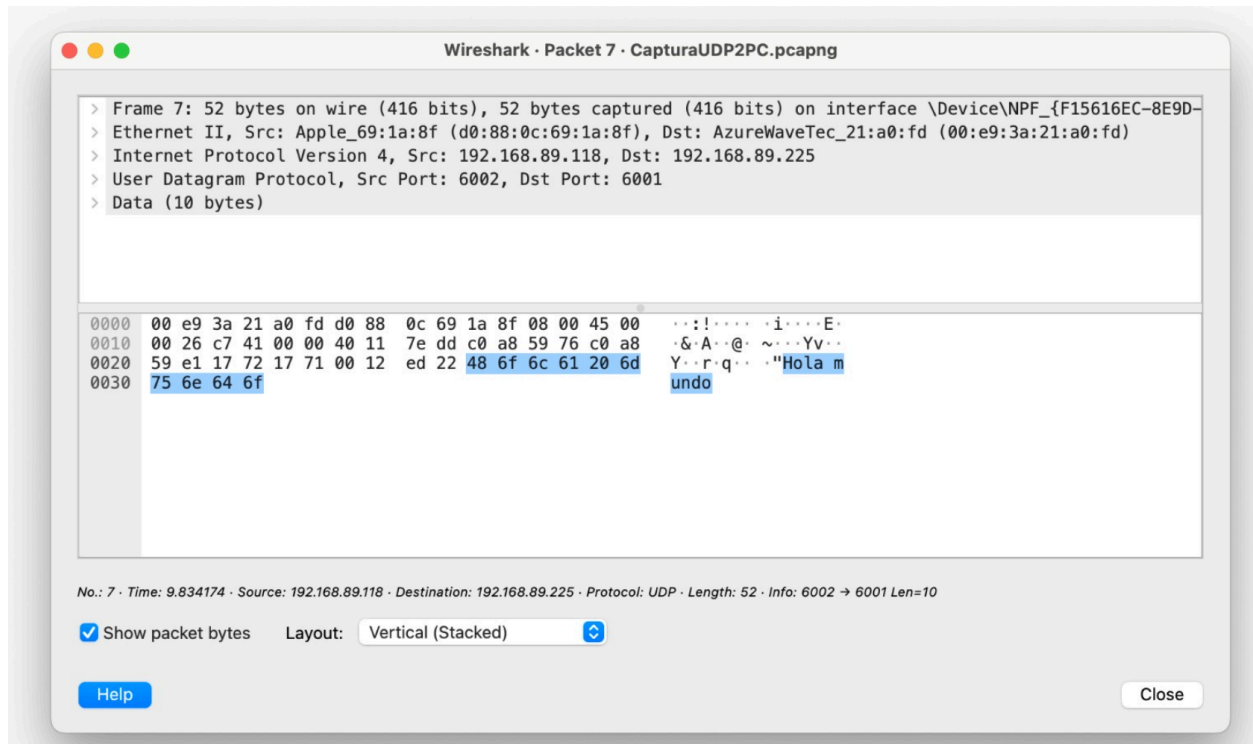 Wireshark · Packet 7 · CapturaUDP2PC.pcapng
> Frame 7: 52 bytes on wire (416 bits), 52 bytes captured (416 bits) on interface \Device\NPF_{F15616EC-8E9D-
> Ethernet II, Src: Apple_69:1a:8f (d0:88:0c:69:1a:8f), Dst: AzureWaveTec_21:a0:fd (00:e9:3a:21:a0:fd)
> Internet Protocol Version 4, Src: 192.168.89.118, Dst: 192.168.89.225
> User Datagram Protocol, Src Port: 6002, Dst Port: 6001
> Data (10 bytes)
0000 00 e9 3a 21 a0 fd d0 88 0c 69 1a 8f 08 00 45 00 ··:!···· ·i····E·
0010 00 26 c7 41 00 00 40 11 7e dd c0 a8 59 76 c0 a8 ·&·A··@· ~···Yv··
0020 59 e1 17 72 17 71 00 12 ed 22 48 6f 6c 61 20 6d Y··r·q·· ·"Hola m
0030 75 6e 64 6f undo
No.: 7 · Time: 9.834174 · Source: 192.168.89.118 · Destination: 192.168.89.225 · Protocol: UDP · Length: 52 · Info: 6002 → 6001 Len=10
Show packet bytes Layout: Vertical (Stacked)
Help Close